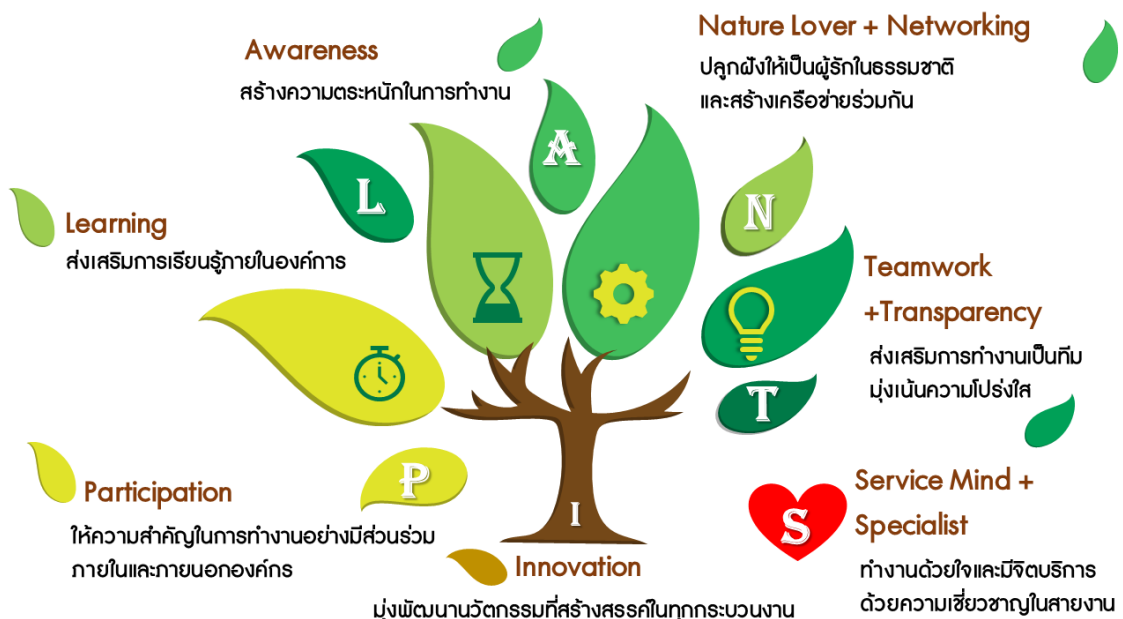 Awareness
สร้างความตระหนักในการทำงาน
Nature Lover + Networking
ปลูกฝังให้เป็นผู้รักในธรรมชาติ
และสร้างเครือข่ายร่วมกัน
A
L
N
Learning
ส่งเสริมการเรียนรู้ภายในองค์การ
Teamwork
+Transparency
ส่งเสริมการทำงานเป็นทีม
มุ่งเน้นความโปร่งใส
T
P
Participation
ให้ความสำคัญในการทำงานอย่างมีส่วนร่วม
ภายในและภายนอกองค์กร
I
Innovation
มุ่งพัฒนานวัตกรรมที่สร้างสรรค์ในทุกกระบวนงาน
S
Service Mind +
Specialist
ทำงานด้วยใจและมีจิตบริการ
ด้วยความเชี่ยวชาญในสายงาน